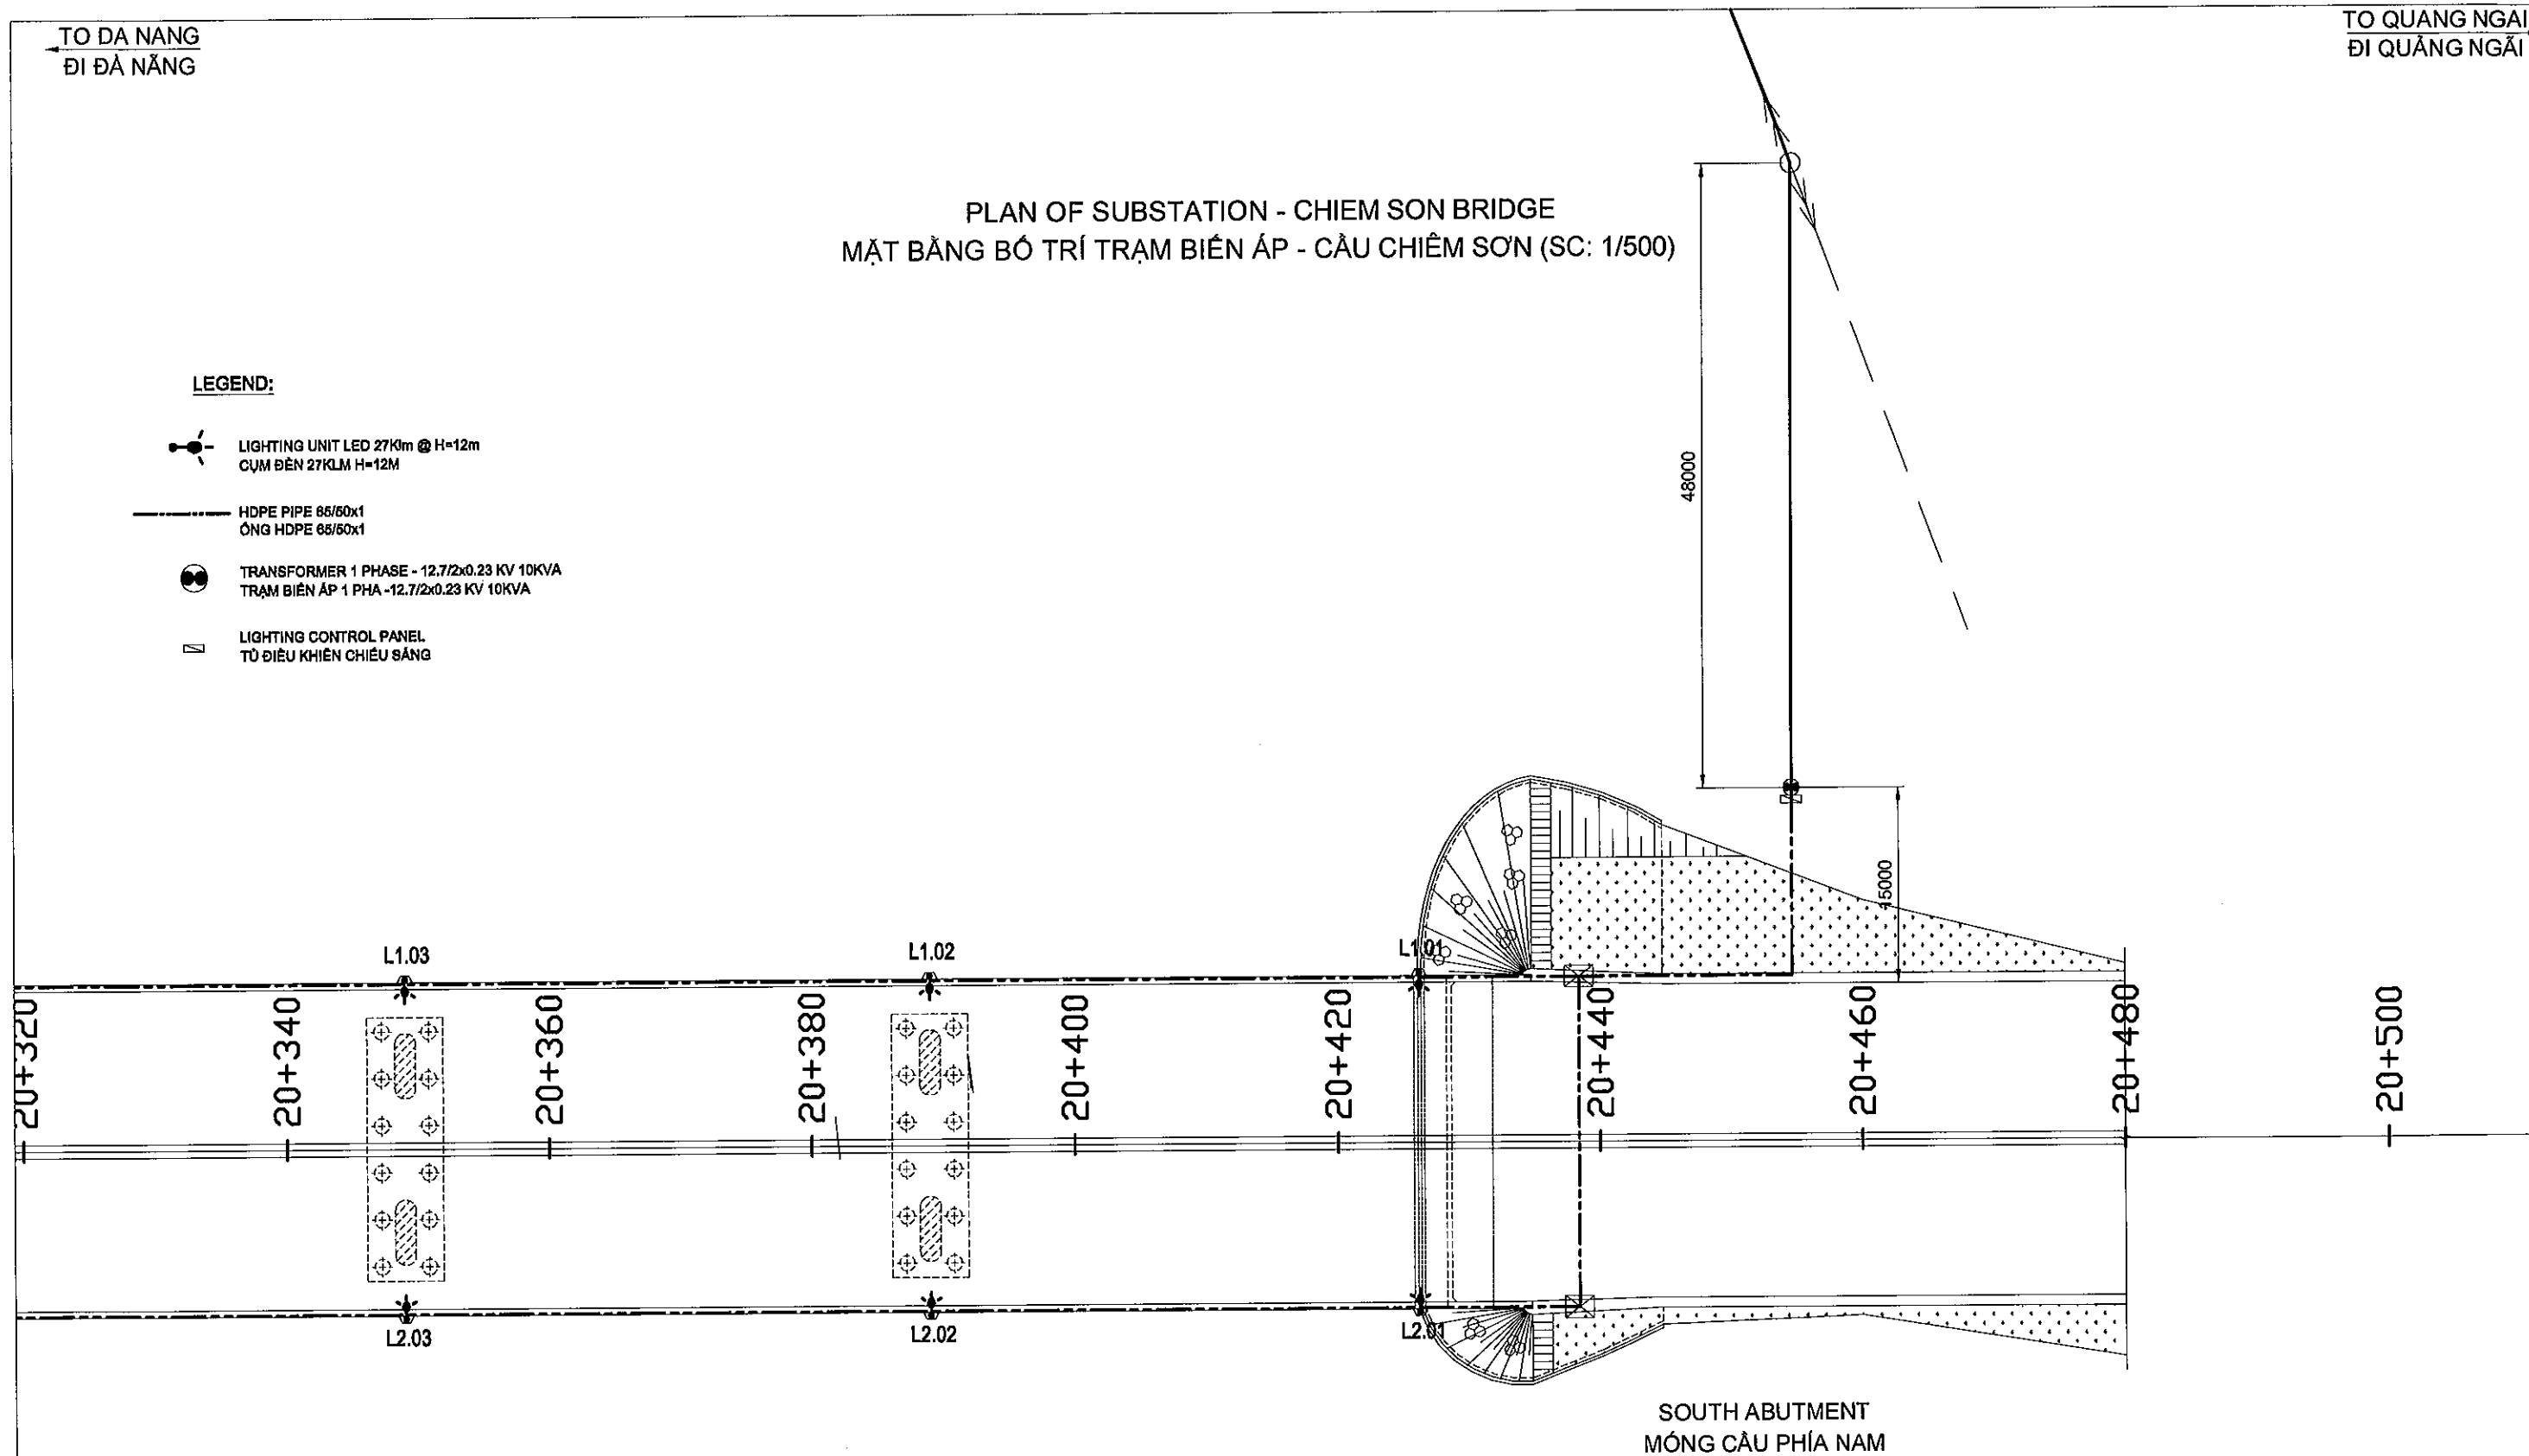 TO DA NANG
ĐI ĐÀ NẴNG
TO QUANG NGAI
ĐI QUẢNG NGÃI
PLAN OF SUBSTATION - CHIEM SON BRIDGE
MẶT BẰNG BỐ TRÍ TRẠM BIẾN ÁP - CẦU CHIÊM SƠN (SC: 1/500)
LEGEND:
LIGHTING UNIT LED 27Klm @ H=12m
CỤM ĐÈN 27KLM H=12M
HDPE PIPE 65/50x1
ỐNG HDPE 65/50x1
TRANSFORMER 1 PHASE - 12.7/2x0.23 KV 10KVA
TRẠM BIẾN ÁP 1 PHA -12.7/2x0.23 KV 10KVA
LIGHTING CONTROL PANEL
TỦ ĐIỀU KHIỂN CHIẾU SÁNG
48000
15000
L1.03
L1.02
L1.01
20+320
20+340
20+360
20+380
20+400
20+420
20+440
20+460
20+480
20+500
L2.03
L2.02
L2.01
SOUTH ABUTMENT
MÓNG CẦU PHÍA NAM